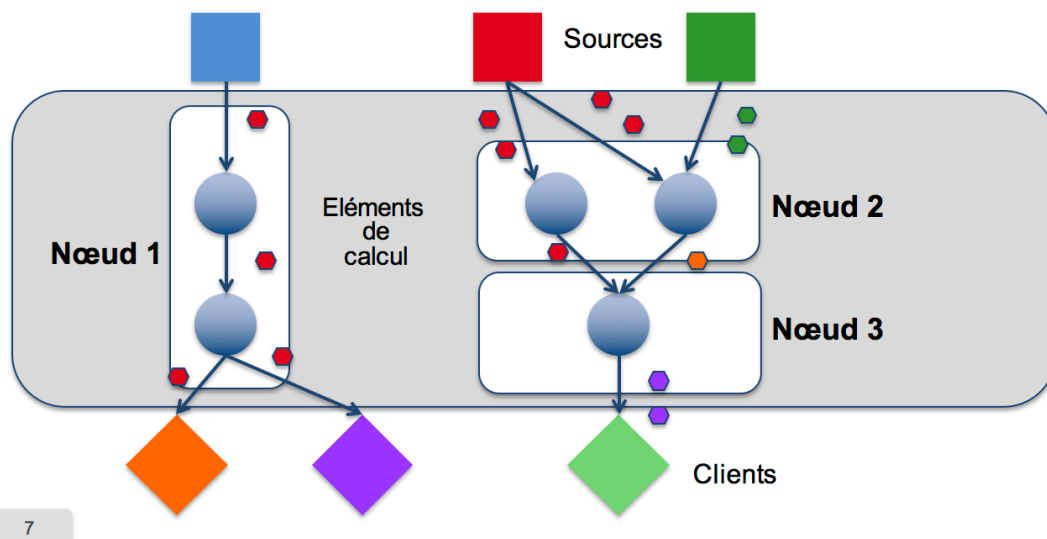 Sources
Nœud 1
Eléments
de
calcul
Nœud 2
Nœud 3
Clients
7